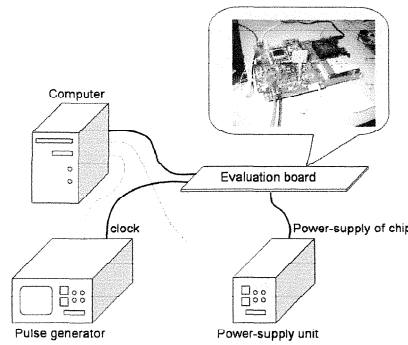 Computer
Evaluation board
clock
Power-supply of chip
Pulse generator
Power-supply unit